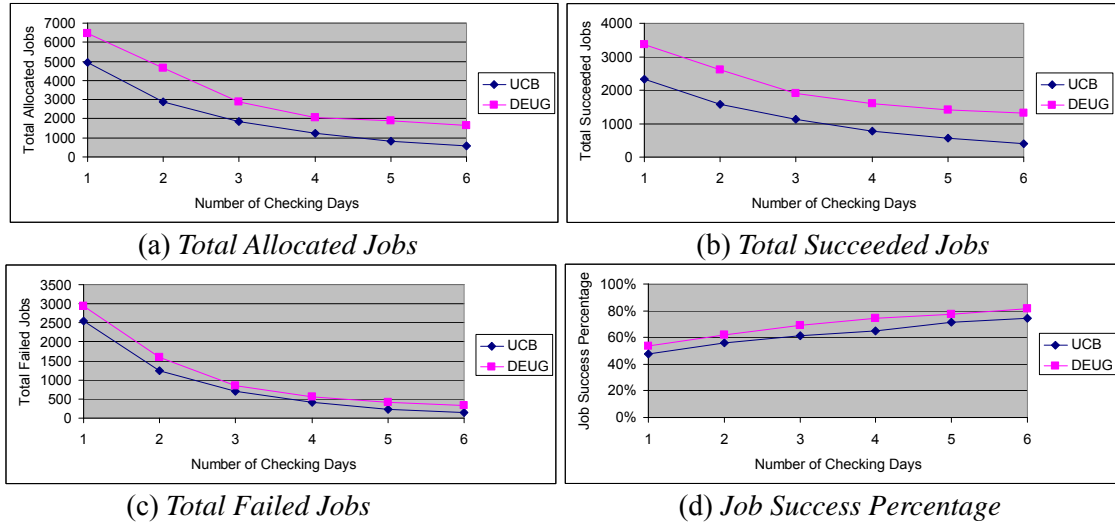 7000
6000
5000
4000
3000
2000
1000
0
Total Allocated Jobs
1 2 3 4 5 6
Number of Checking Days
UCB
DEUG
(a) Total Allocated Jobs
4000
3000
2000
1000
0
Total Succeeded Jobs
1 2 3 4 5 6
Number of Checking Days
UCB
DEUG
(b) Total Succeeded Jobs
3500
3000
2500
2000
1500
1000
500
0
Total Failed Jobs
1 2 3 4 5 6
Number of Checking Days
UCB
DEUG
(c) Total Failed Jobs
100%
80%
60%
40%
20%
0%
Job Success Percentage
1 2 3 4 5 6
Number of Checking Days
UCB
DEUG
(d) Job Success Percentage